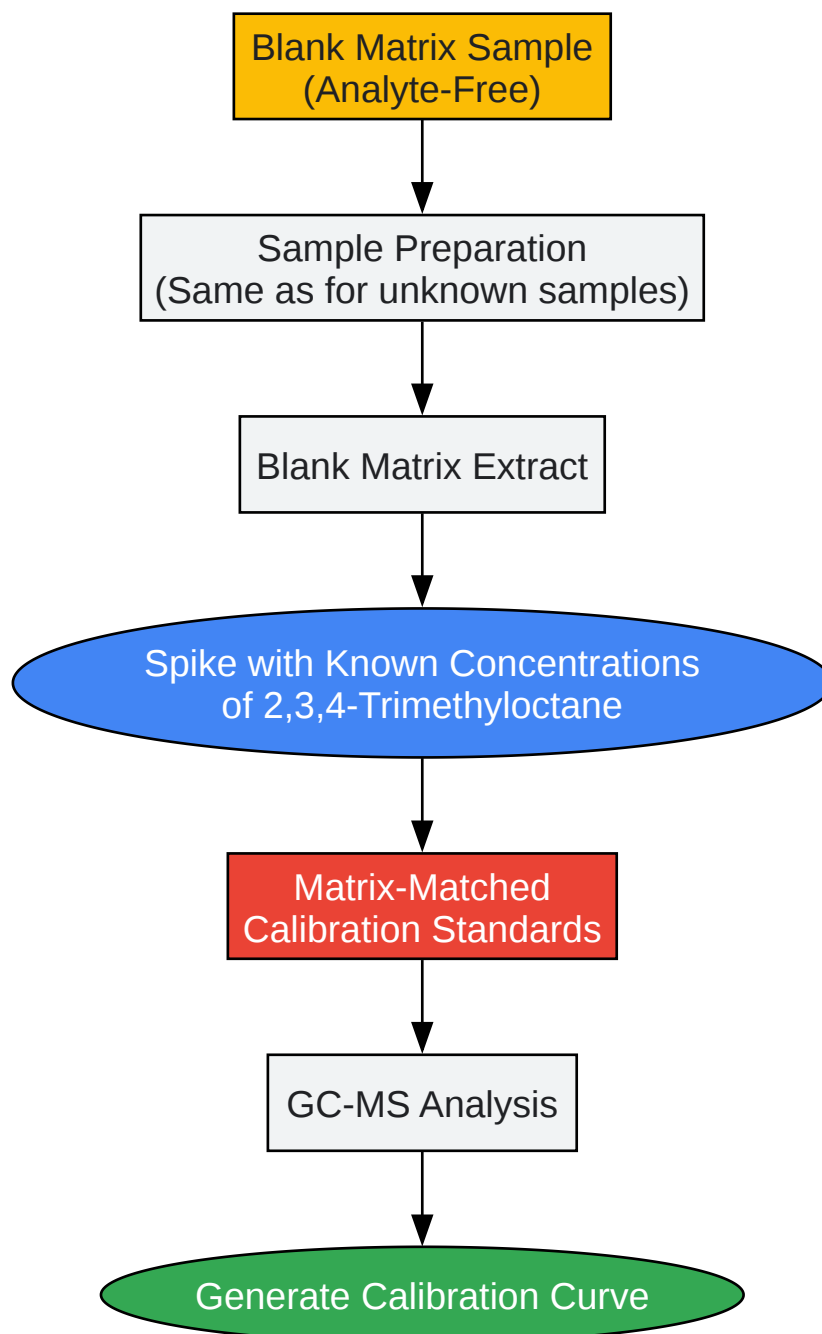 Blank Matrix Sample
(Analyte-Free)
Sample Preparation
(Same as for unknown samples)
Blank Matrix Extract
Spike with Known Concentrations
of 2,3,4-Trimethyloctane
Matrix-Matched
Calibration Standards
GC-MS Analysis
Generate Calibration Curve